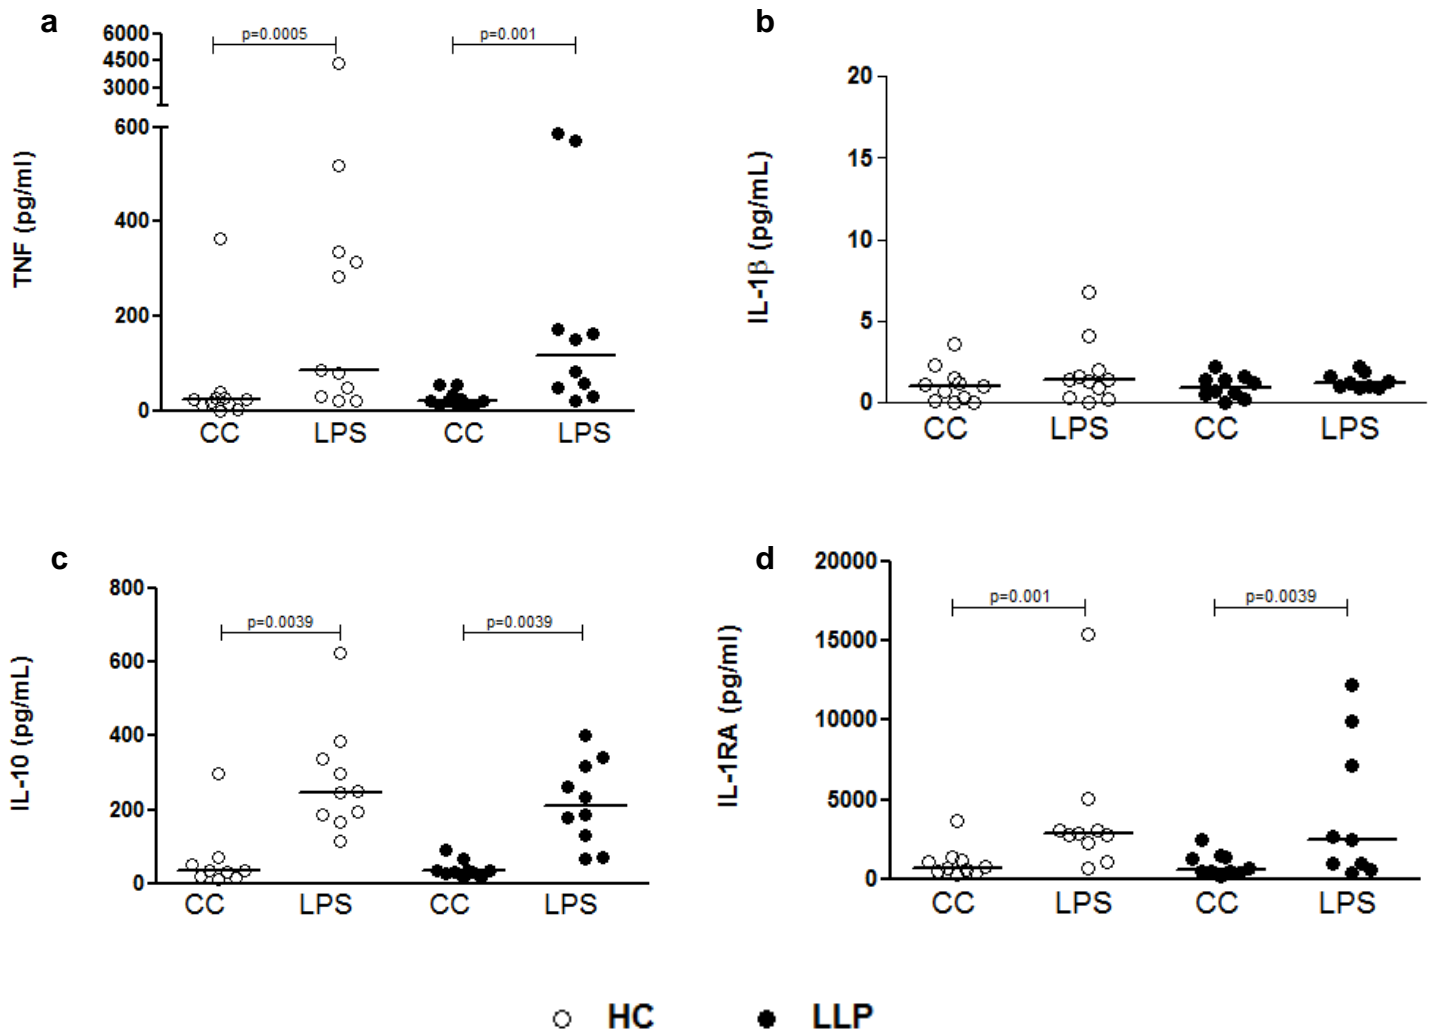 a
TNF (pg/ml)
6000
4500
3000
600
400
200
0
p=0.0005
p=0.001
CC
LPS
CC
LPS
b
IL-1β (pg/mL)
20
15
10
5
0
CC
LPS
CC
LPS
c
IL-10 (pg/mL)
800
600
400
200
0
p=0.0039
p=0.0039
CC
LPS
CC
LPS
d
IL-1RA (pg/ml)
20000
15000
10000
5000
0
p=0.001
p=0.0039
CC
LPS
CC
LPS
HC
LLP